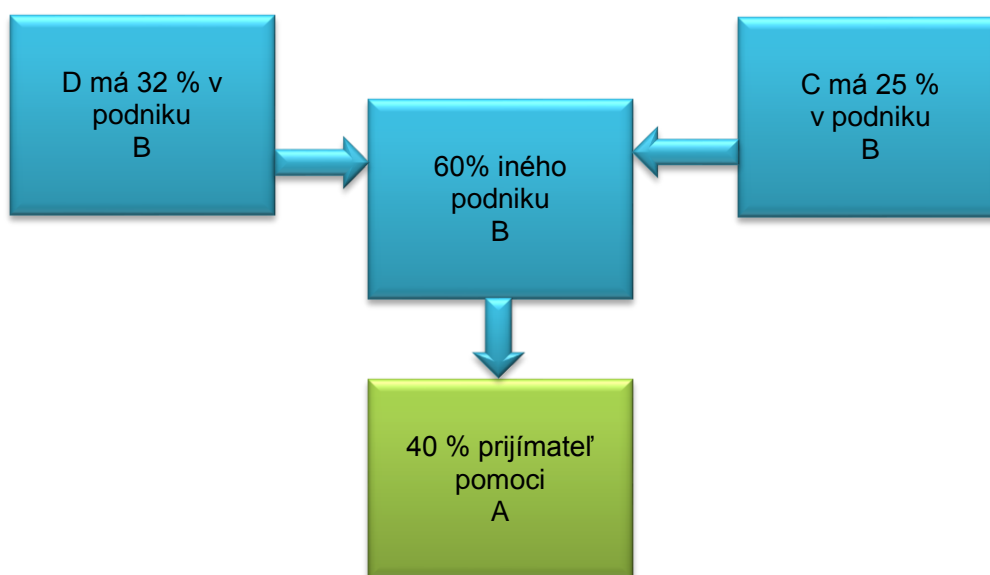 D má 32 % v
podniku
B
C má 25 %
v podniku
B
60% iného
podniku
B
40 % prijímateľ
pomoci
A